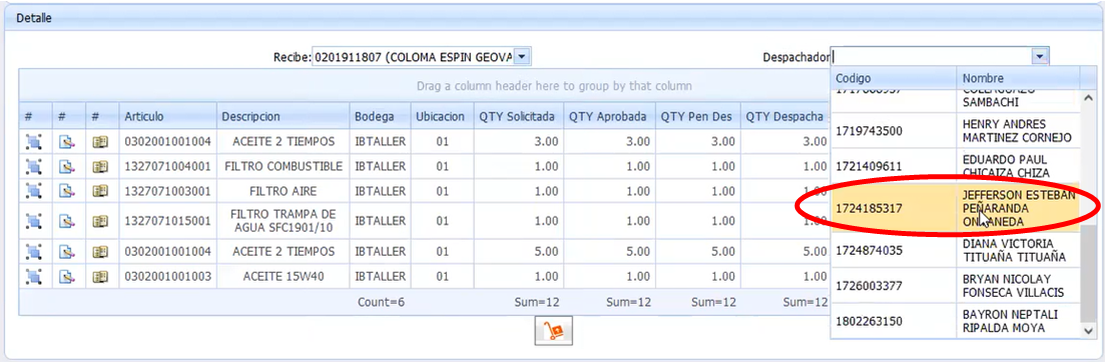 Detalle
Recibe: 0201911807 (COLOMA ESPIN GEOVA
Despachador
Drag a column header here to group by that column
# # # Articulo Descripcion Bodega Ubicacion QTY Solicitada QTY Aprobada QTY Pen Des QTY Despacha
0302001001004 ACEITE 2 TIEMPOS IBTALLER 01 3.00 3.00 3.00 3.00
1327071004001 FILTRO COMBUSTIBLE IBTALLER 01 1.00 1.00 1.00 1.00
1327071003001 FILTRO AIRE IBTALLER 01 1.00 1.00 1.00 1.00
1327071015001 FILTRO TRAMPA DE
AGUA SFC1901/10 IBTALLER 01 1.00 1.00 1.00 1.00
0302001001004 ACEITE 2 TIEMPOS IBTALLER 01 5.00 5.00 5.00 5.00
0302001001003 ACEITE 15W40 IBTALLER 01 1.00 1.00 1.00 1.00
Count=6 Sum=12 Sum=12 Sum=12 Sum=12
Codigo Nombre
SAMBACHI
1719743500 HENRY ANDRES
MARTINEZ CORNEJO
1721409611 EDUARDO PAUL
CHICAIZA CHIZA
1724185317 JEFFERSON ESTEBAN
PEÑARANDA
1724874035 DIANA VICTORIA
TITUAÑA TITUAÑA
1726003377 BRYAN NICOLAY
FONSECA VILLACIS
1802263150 BAYRON NEPTALI
RIPALDA MOYA